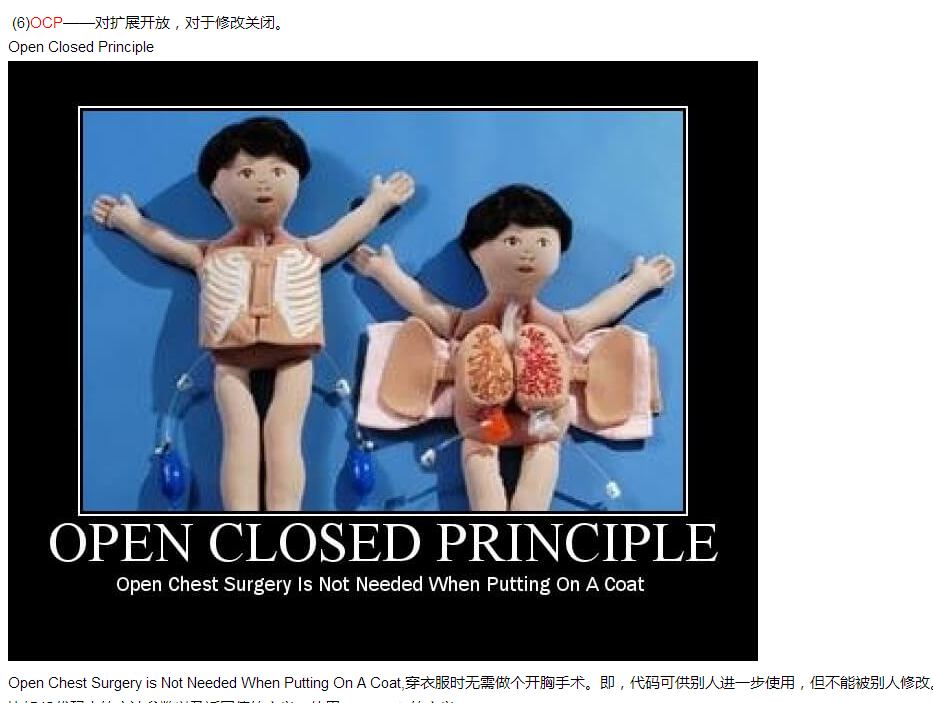 (6)OCP——对扩展开放，对于修改关闭。
Open Closed Principle
OPEN CLOSED PRINCIPLE
Open Chest Surgery Is Not Needed When Putting On A Coat
Open Chest Surgery is Not Needed When Putting On A Coat,穿衣服时无需做个开胸手术。即，代码可供别人进一步使用，但不能被别人修改。